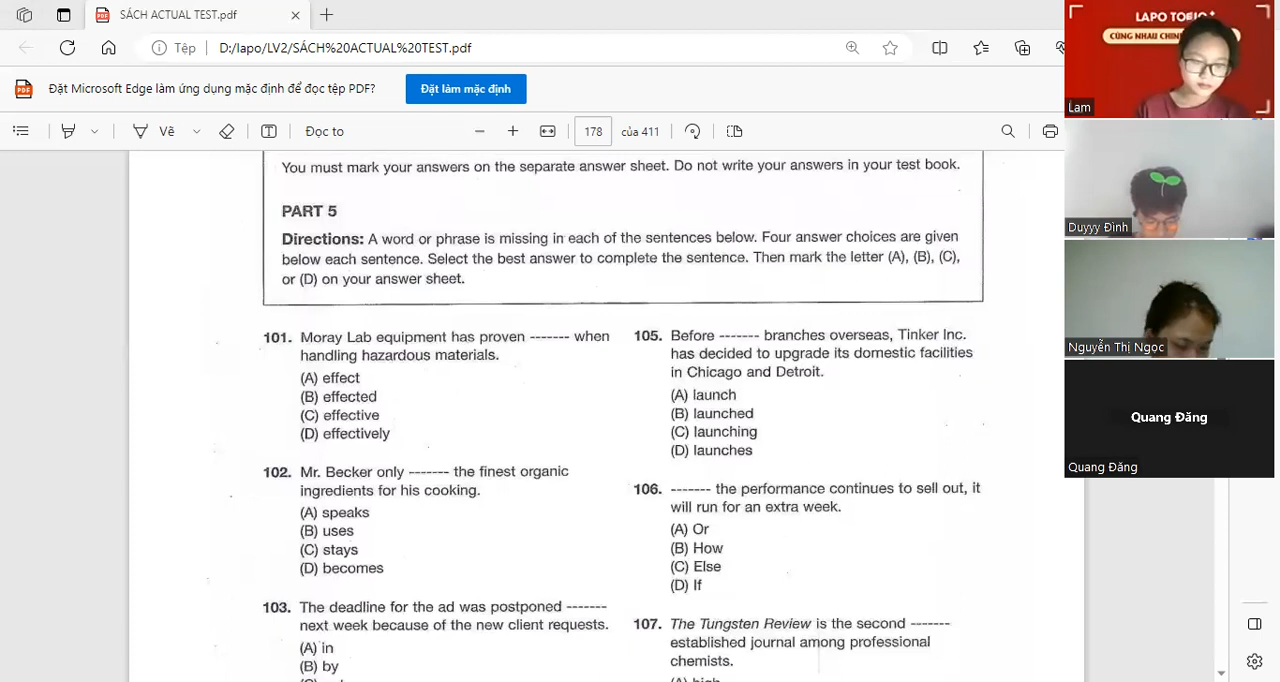 SÁCH ACTUAL TEST.pdf
Tệp
D:/lapo/LV2/SÁCH%20ACTUAL%20TEST.pdf
Đặt Microsoft Edge làm ứng dụng mặc định để đọc tệp PDF?
Đặt làm mặc định
Vẽ
Đọc to
178
của 411
You must mark your answers on the separate answer sheet. Do not write your answers in your test book.
PART 5
Directions: A word or phrase is missing in each of the sentences below. Four answer choices are given
below each sentence. Select the best answer to complete the sentence. Then mark the letter (A), (B), (C),
or (D) on your answer sheet.
101. Moray Lab equipment has proven ------- when
handling hazardous materials.
(A) effect
(B) effected
(C) effective
(D) effectively
102. Mr. Becker only ------- the finest organic
ingredients for his cooking.
(A) speaks
(B) uses
(C) stays
(D) becomes
103. The deadline for the ad was postponed -------
next week because of the new client requests.
(A) in
(B) by
105. Before ------- branches overseas, Tinker Inc.
has decided to upgrade its domestic facilities
in Chicago and Detroit.
(A) launch
(B) launched
(C) launching
(D) launches
106. ------- the performance continues to sell out, it
will run for an extra week.
(A) Or
(B) How
(C) Else
(D) If
107. The Tungsten Review is the second -------
established journal among professional
chemists.
(A) high
LAPO TOEIC
CÙNG NHAU CHINH
Lam
Duyyy Đình
Nguyễn Thị Ngọc
Quang Đăng
Quang Đăng